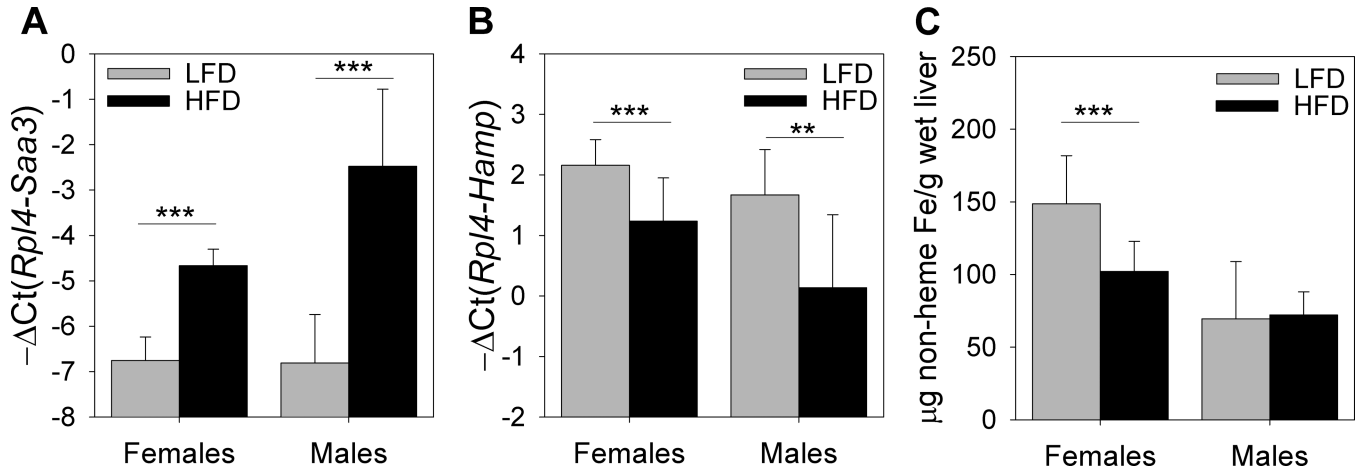 A
−ΔCt(Rpl4-Saa3)
0
-1
-2
-3
-4
-5
-6
-7
-8
LFD
HFD
***
***
Females Males
B
−ΔCt(Rpl4-Hamp)
4
3
2
1
0
-1
-2
LFD
HFD
***
**
Females Males
C
µg non-heme Fe/g wet liver
250
200
150
100
50
0
LFD
HFD
***
Females Males